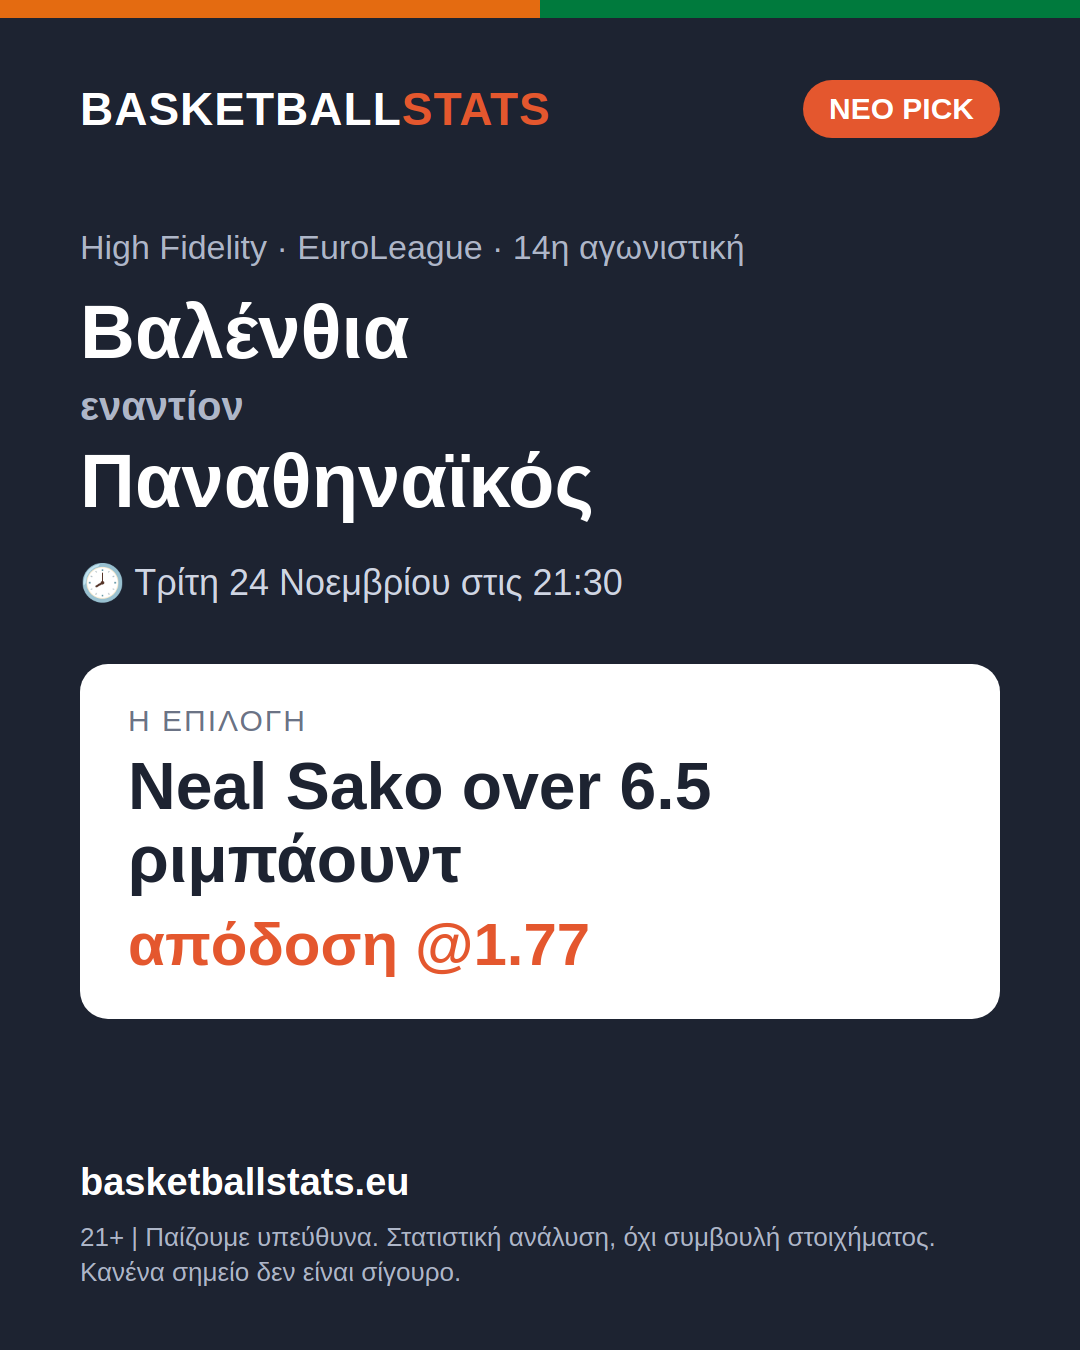 BASKETBALLSTATS
ΝΕΟ PICK
High Fidelity · EuroLeague · 14η αγωνιστική
Βαλένθια
εναντίον
Παναθηναϊκός
🕗 Τρίτη 24 Νοεμβρίου στις 21:30
Η ΕΠΙΛΟΓΗ
Neal Sako over 6.5
ριμπάουντ
απόδοση @1.77
basketballstats.eu
21+ | Παίζουμε υπεύθυνα. Στατιστική ανάλυση, όχι συμβουλή στοιχήματος.
Κανένα σημείο δεν είναι σίγουρο.